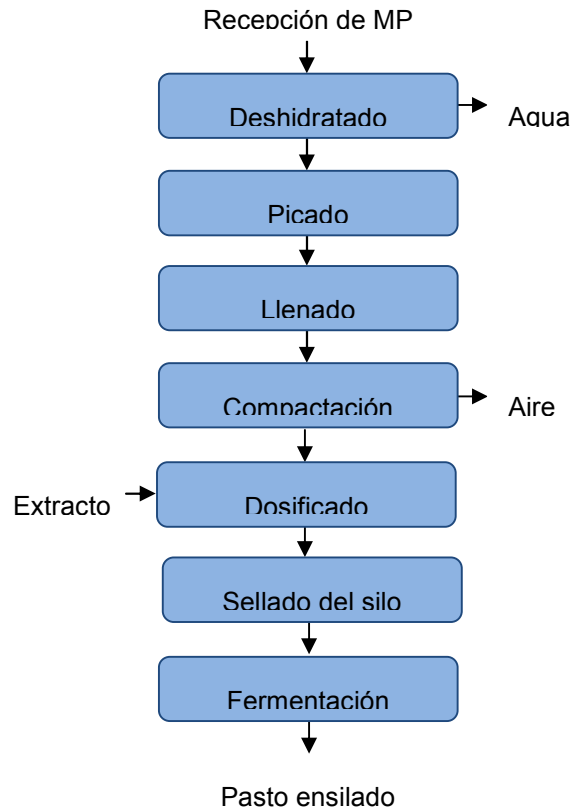 Recepción de MP
Deshidratado
Agua
Picado
Llenado
Compactación
Aire
Extracto
Dosificado
Sellado del silo
Fermentación
Pasto ensilado